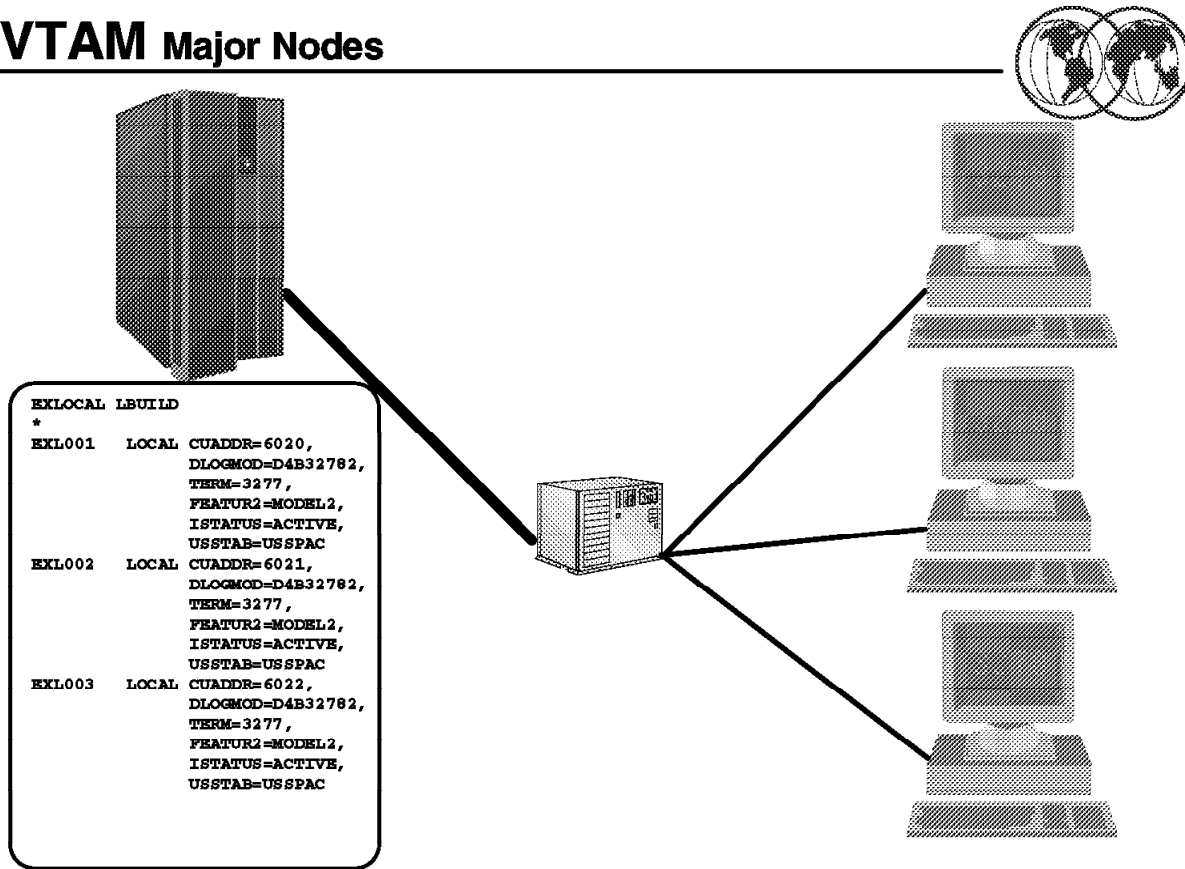 VTAM Major Nodes
EXLOCAL LBUILD
*
EXL001 LOCAL CUADDR=6020,
DLOGMOD=D4B32782,
TERM=3277,
FEATUR2=MODEL2,
ISTATUS=ACTIVE,
USSTAB=USSPAC
EXL002 LOCAL CUADDR=6021,
DLOGMOD=D4B32782,
TERM=3277,
FEATUR2=MODEL2,
ISTATUS=ACTIVE,
USSTAB=USSPAC
EXL003 LOCAL CUADDR=6022,
DLOGMOD=D4B32782,
TERM=3277,
FEATUR2=MODEL2,
ISTATUS=ACTIVE,
USSTAB=USSPAC